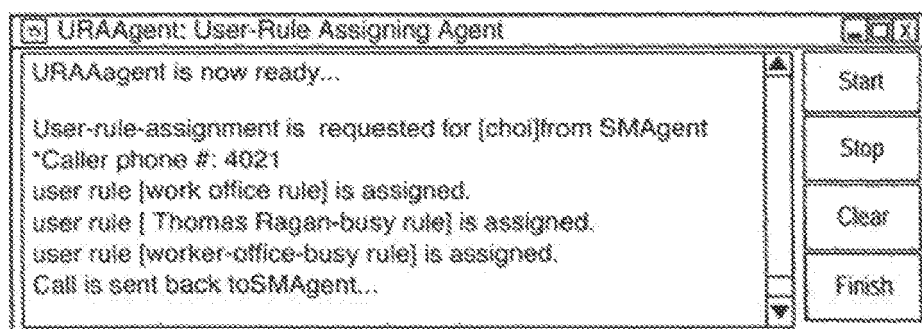 URAAgent: User-Rule Assigning Agent
URAAagent is now ready...
User-rule-assignment is requested for [choi]from SMAgent
*Caller phone #: 4021
user rule [work office rule] is assigned.
user rule [ Thomas Ragan-busy rule] is assigned.
user rule [worker-office-busy rule] is assigned.
Call is sent back toSMAgent...
Start
Stop
Clear
Finish